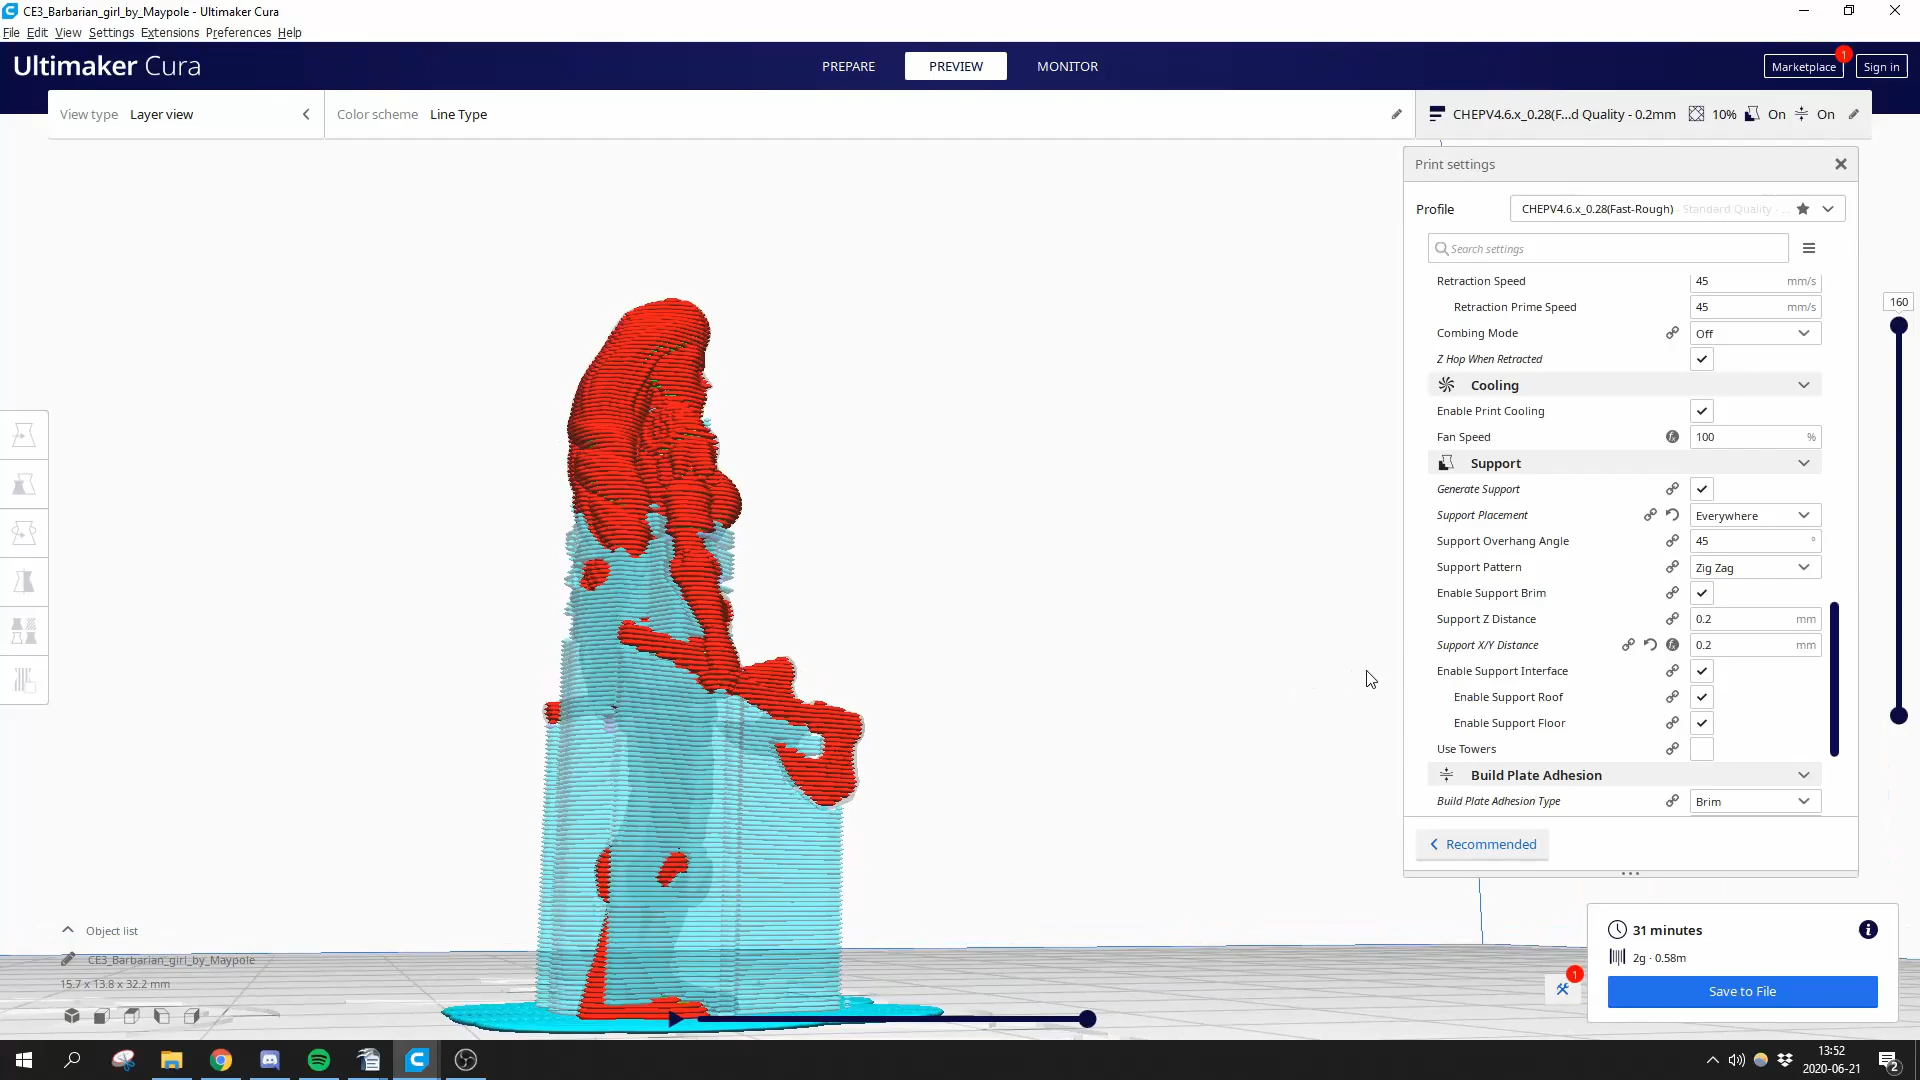 CE3_Barbarian_girl_by_Maypole - Ultimaker Cura
File Edit View Settings Extensions Preferences Help
Ultimaker Cura
PREPARE
PREVIEW
MONITOR
Marketplace
1
Sign in
View type Layer view
Color scheme Line Type
CHEPV4.6.x_0.28(F...d Quality - 0.2mm
10%
On
On
Print settings
Profile
CHEPV4.6.x_0.28(Fast-Rough) - Standard Quality - ...
Search settings
Retraction Speed 45 mm/s
Retraction Prime Speed 45 mm/s
Combing Mode Off
Z Hop When Retracted
Cooling
Enable Print Cooling
Fan Speed 100 %
Support
Generate Support
Support Placement Everywhere
Support Overhang Angle 45 °
Support Pattern Zig Zag
Enable Support Brim
Support Z Distance 0.2 mm
Support X/Y Distance 0.2 mm
Enable Support Interface
Enable Support Roof
Enable Support Floor
Use Towers
Build Plate Adhesion
Build Plate Adhesion Type Brim
Recommended
160
Object list
CE3_Barbarian_girl_by_Maypole
15.7 x 13.8 x 32.2 mm
31 minutes
2g · 0.58m
1
Save to File
13:52
2020-06-21
2